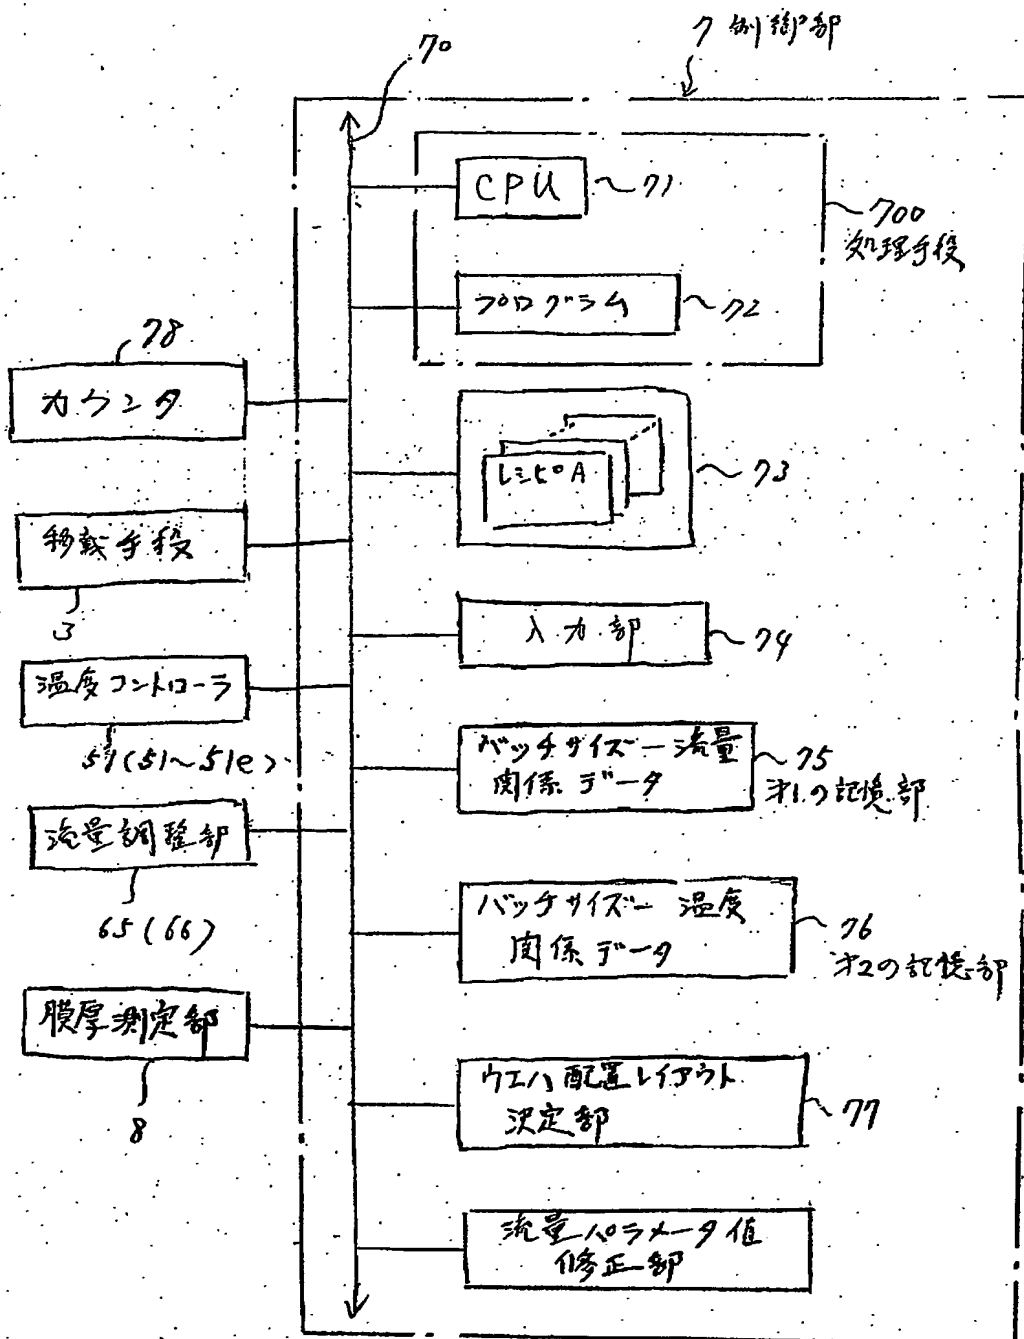 7 制御部
70
CPU
71
700
処理手段
プログラム
72
78
カウンタ
レシピA
73
移載手段
3
入力部
74
温度コントローラ
51(51~51e)
バッチサイズー流量
関係データ
75
才1の記憶部
流量調整部
65(66)
バッチサイズー温度
関係データ
76
才2の記憶部
膜厚測定部
8
ウエハ配置レイアウト
決定部
77
流量パラメータ値
修正部